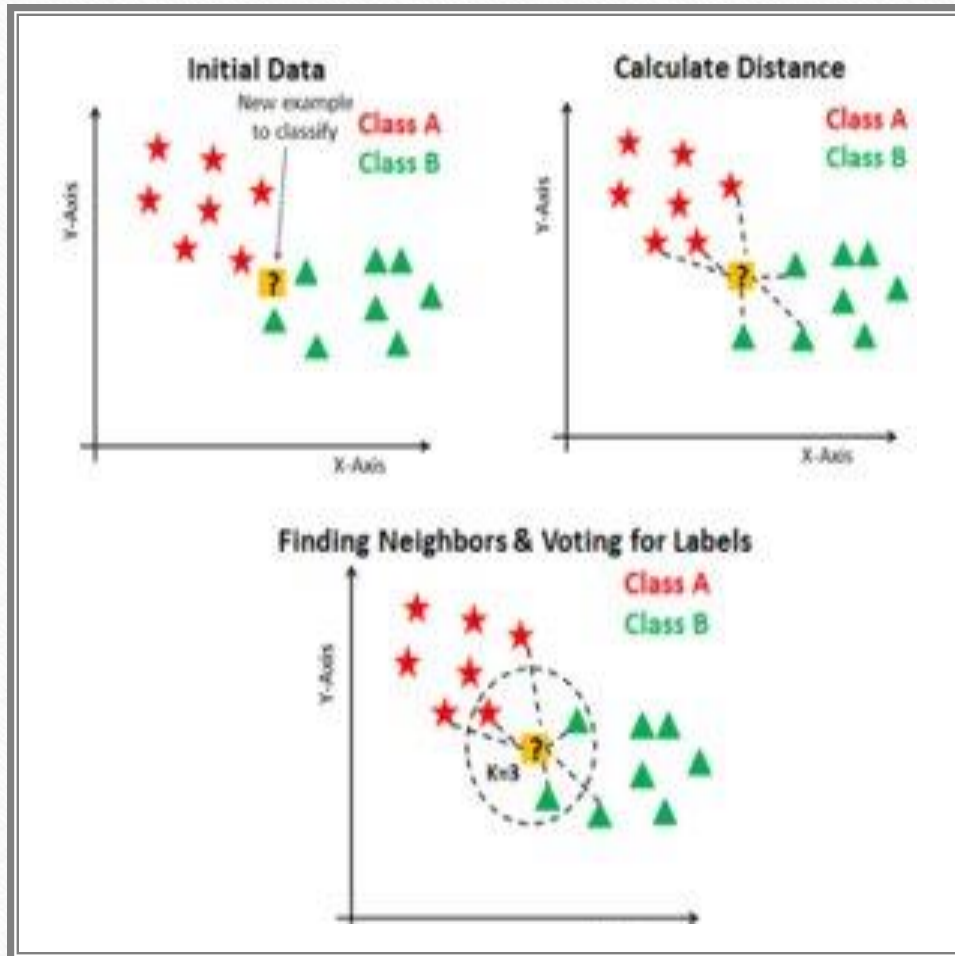 Initial Data
New example
to classify
Class A
Class B
?
Y-Axis
X-Axis
Calculate Distance
Class A
Class B
?
Y-Axis
X-Axis
Finding Neighbors & Voting for Labels
Class A
Class B
?
K=3
Y-Axis